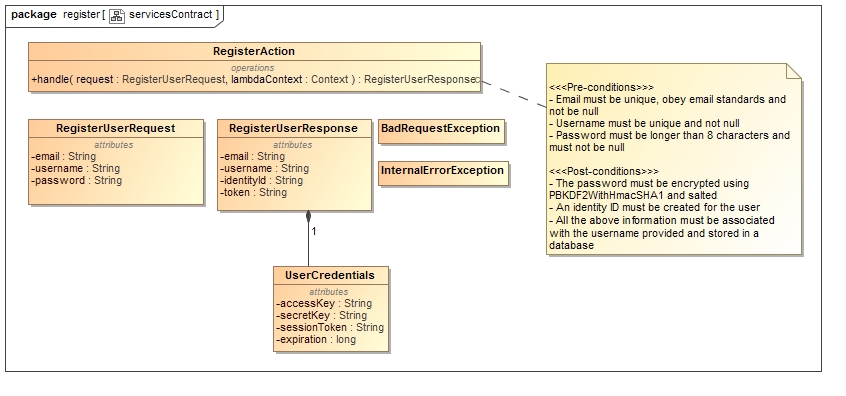 package register [ servicesContract ]
RegisterAction
operations
+handle( request : RegisterUserRequest, lambdaContext : Context ) : RegisterUserResponse
<<<Pre-conditions>>>
- Email must be unique, obey email standards and
not be null
- Username must be unique and not null
- Password must be longer than 8 characters and
must not be null
<<<Post-conditions>>>
- The password must be encrypted using
PBKDF2WithHmacSHA1 and salted
- An identity ID must be created for the user
- All the above information must be associated
with the username provided and stored in a
database
RegisterUserRequest
attributes
-email : String
-username : String
-password : String
RegisterUserResponse
attributes
-email : String
-username : String
-identityId : String
-token : String
BadRequestException
InternalErrorException
1
UserCredentials
attributes
-accessKey : String
-secretKey : String
-sessionToken : String
-expiration : long